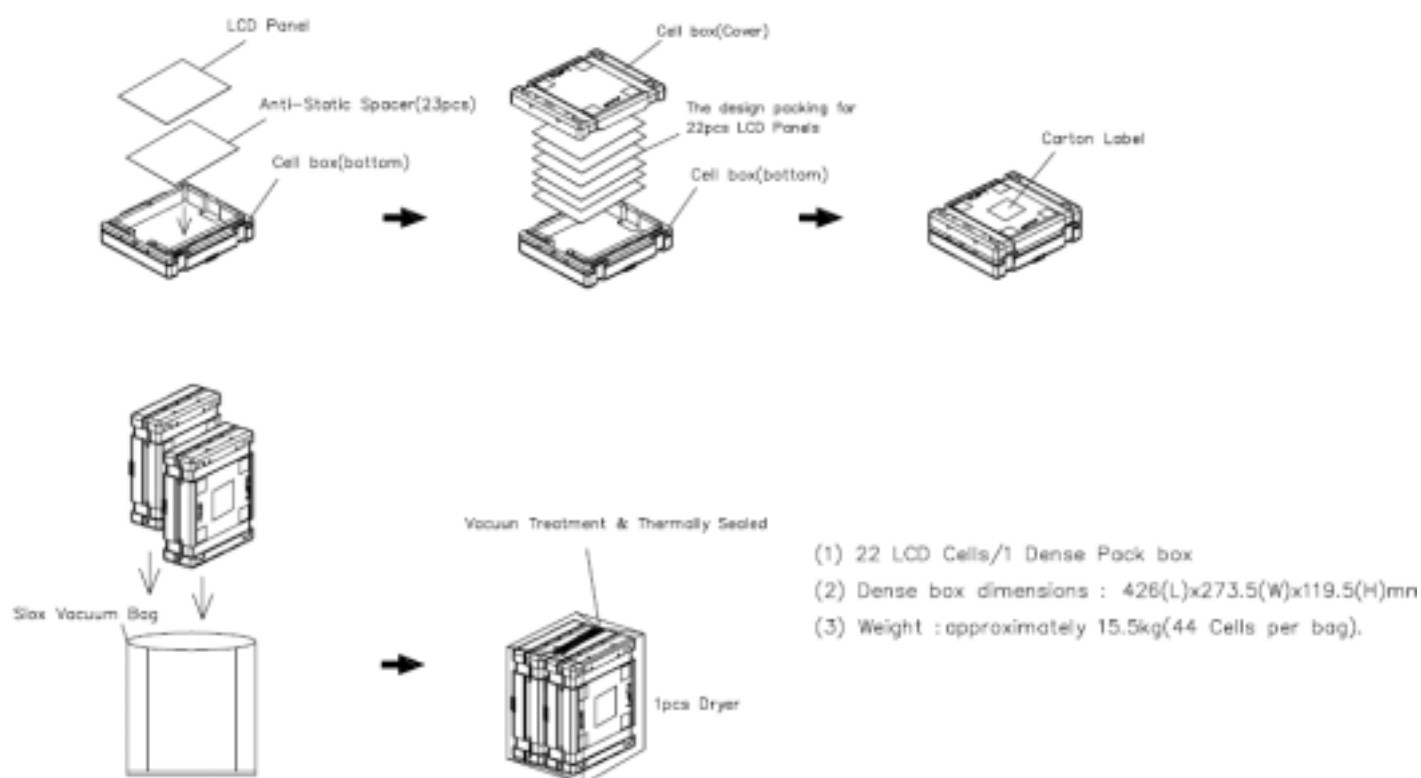 LCD Panel
Anti-Static Spacer(23pcs)
Cell box(bottom)
Cell box(Cover)
The design packing for
22pcs LCD Panels
Cell box(bottom)
Carton Label
Slax Vacuum Bag
Vacuun Treatment & Thermally Sealed
1pcs Dryer
(1) 22 LCD Cells/1 Dense Pack box
(2) Dense box dimensions : 426(L)x273.5(W)x119.5(H)mm
(3) Weight :approximately 15.5kg(44 Cells per bag).